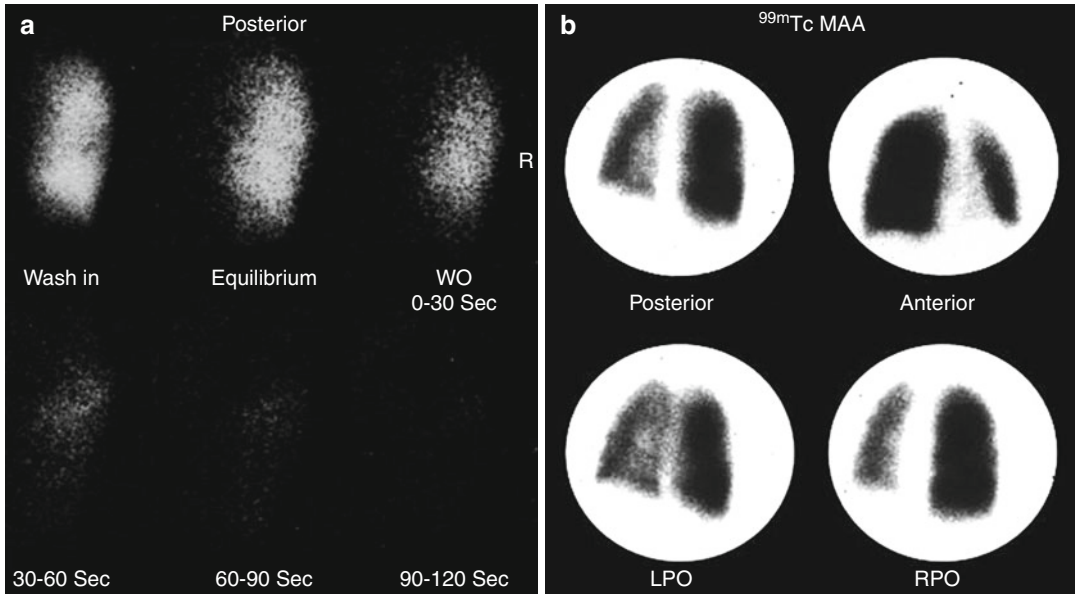 a
Posterior
R
Wash in
Equilibrium
WO
0-30 Sec
30-60 Sec
60-90 Sec
90-120 Sec
b
99mTc MAA
Posterior
Anterior
LPO
RPO